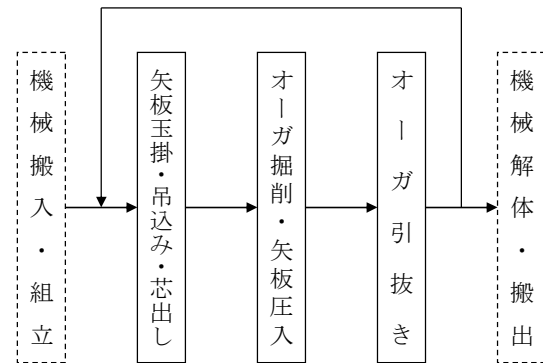 機械搬入・組立
矢板玉掛・吊込み・芯出し
オーガ掘削・矢板圧入
オーガ引抜き
機械解体・搬出